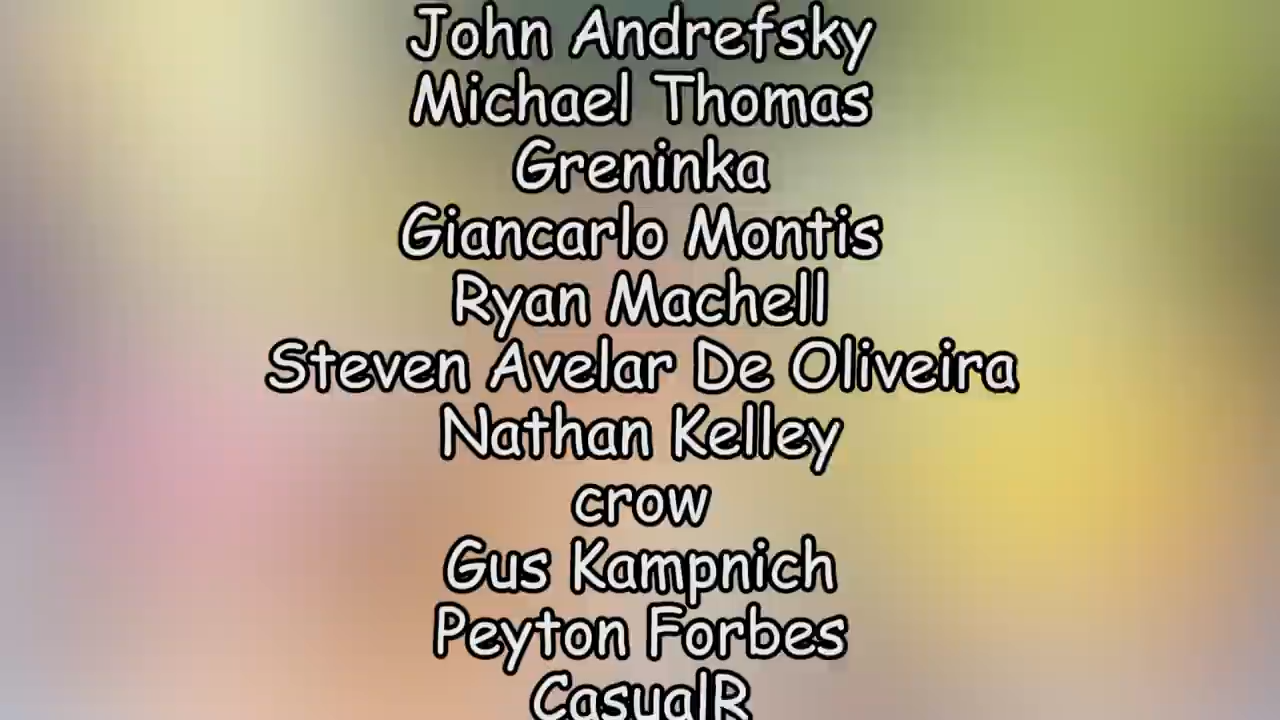 John Andrefsky
Michael Thomas
Greninka
Giancarlo Montis
Ryan Machell
Steven Avelar De Oliveira
Nathan Kelley
crow
Gus Kampnich
Peyton Forbes
CasualR